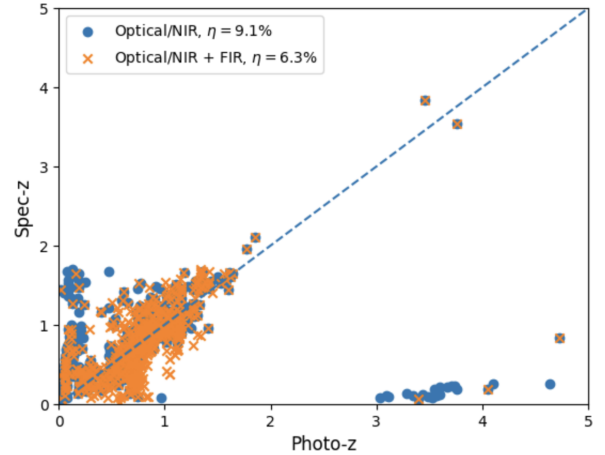 Optical/NIR, η = 9.1%
Optical/NIR + FIR, η = 6.3%
5
4
3
2
1
0
Spec-z
0 1 2 3 4 5
Photo-z